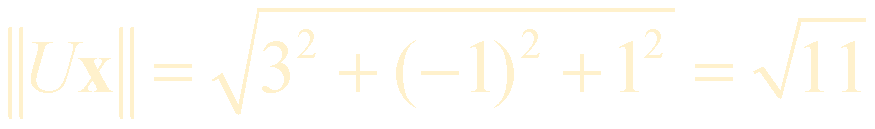 ‖Ux‖ = √(3² + (−1)² + 1²) = √11